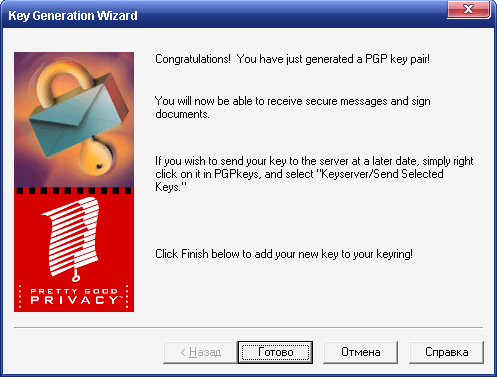 Key Generation Wizard
Congratulations!  You have just generated a PGP key pair!
You will now be able to receive secure messages and sign
documents.
If you wish to send your key to the server at a later date, simply right
click on it in PGPkeys, and select "Keyserver/Send Selected
Keys."
Click Finish below to add your new key to your keyring!
PRETTY GOOD
PRIVACY™
< Назад
Готово
Отмена
Справка